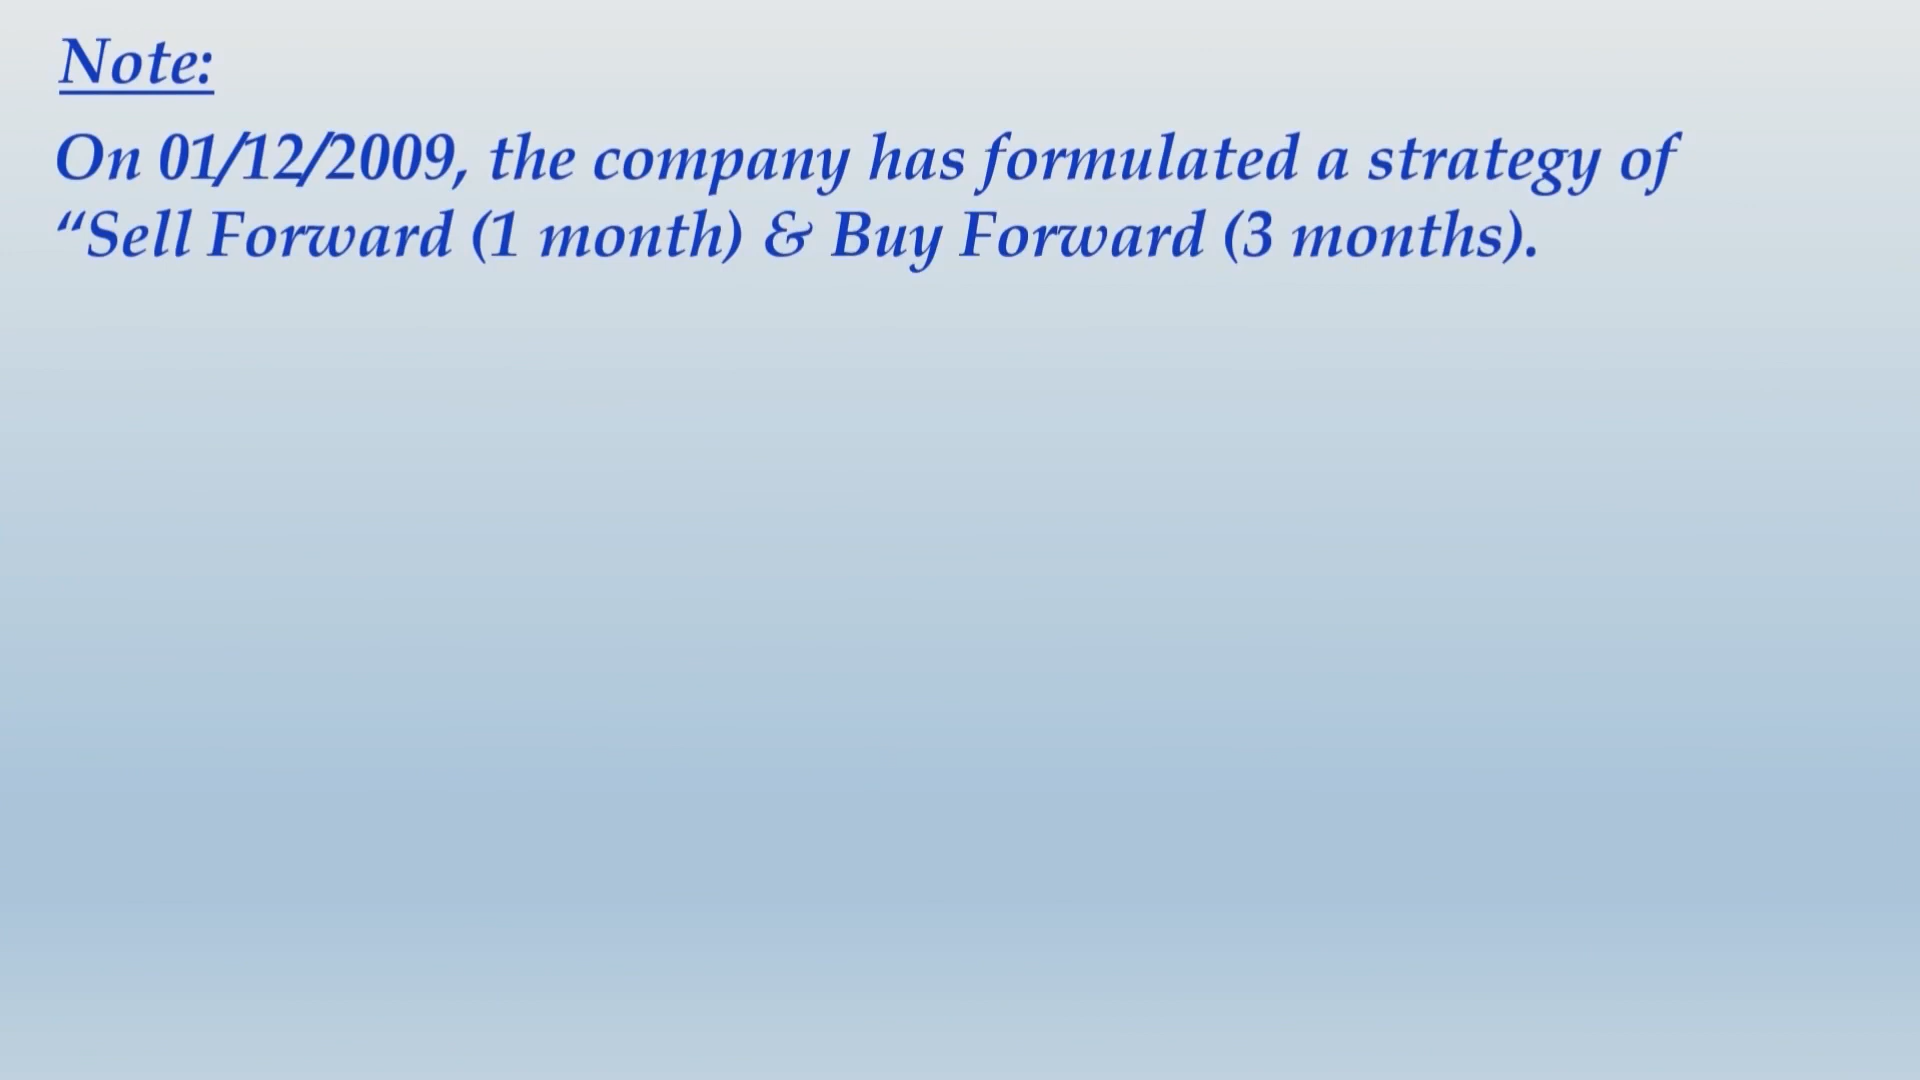 Note:
On 01/12/2009, the company has formulated a strategy of
“Sell Forward (1 month) & Buy Forward (3 months).